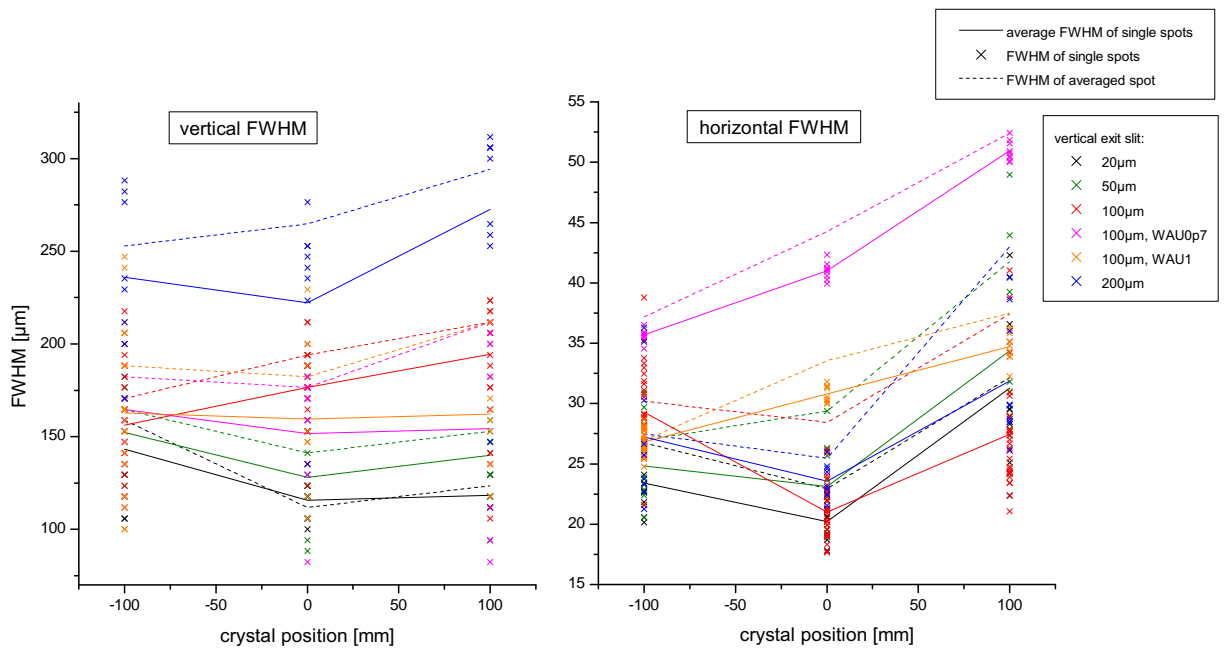 average FWHM of single spots
FWHM of single spots
FWHM of averaged spot
vertical FWHM
horizontal FWHM
vertical exit slit:
20µm
50µm
100µm
100µm, WAU0p7
100µm, WAU1
200µm
FWHM [µm]
300
250
200
150
100
-100
-50
0
50
100
crystal position [mm]
55
50
45
40
35
30
25
20
15
-100
-50
0
50
100
crystal position [mm]